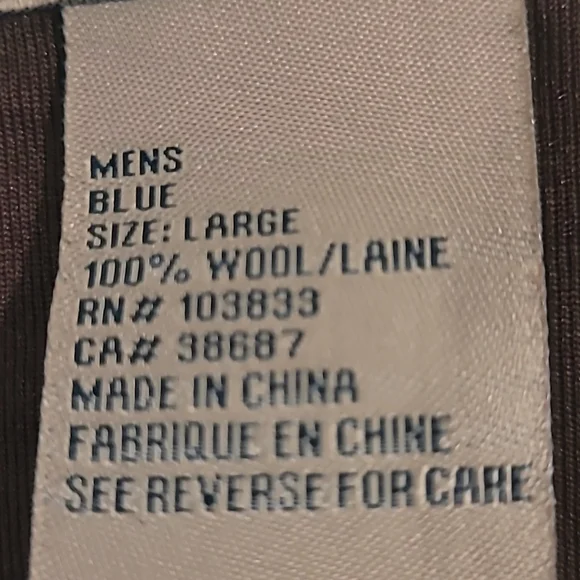 MENS
BLUE
SIZE: LARGE
100% WOOL/LAINE
RN# 103833
CA# 38687
MADE IN CHINA
FABRIQUE EN CHINE
SEE REVERSE FOR CARE